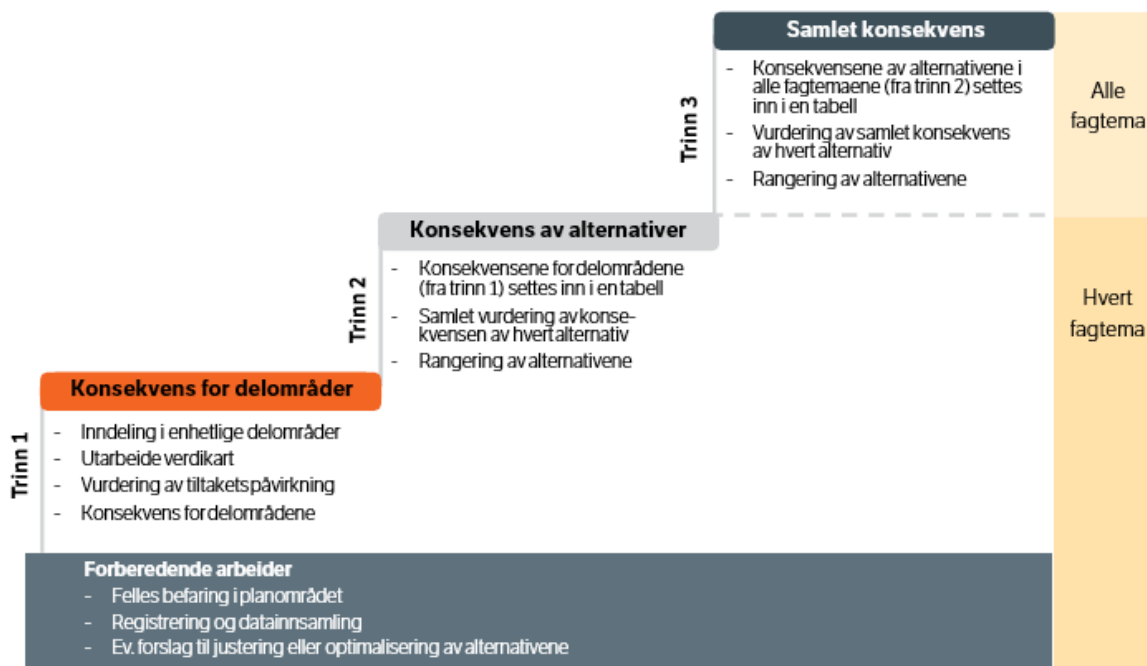 Samlet konsekvens
- Konsekvensene av alternativene i
alle fagtemaene (fra trinn 2) settes
inn i en tabell
- Vurdering av samlet konsekvens
av hvert alternativ
- Rangering av alternativene
Trinn 3
Alle
fagtema
Konsekvens av alternativer
- Konsekvensene for delområdene
(fra trinn 1) settes inn i en tabell
- Samlet vurdering av konse-
kvensen av hvert alternativ
- Rangering av alternativene
Trinn 2
Hvert
fagtema
Konsekvens for delområder
- Inndeling i enhetlige delområder
- Utarbeide verdikart
- Vurdering av tiltakets påvirkning
- Konsekvens for delområdene
Trinn 1
Forberedende arbeider
- Felles befaring i planområdet
- Registrering og datainnsamling
- Ev. forslag til justering eller optimalisering av alternativene